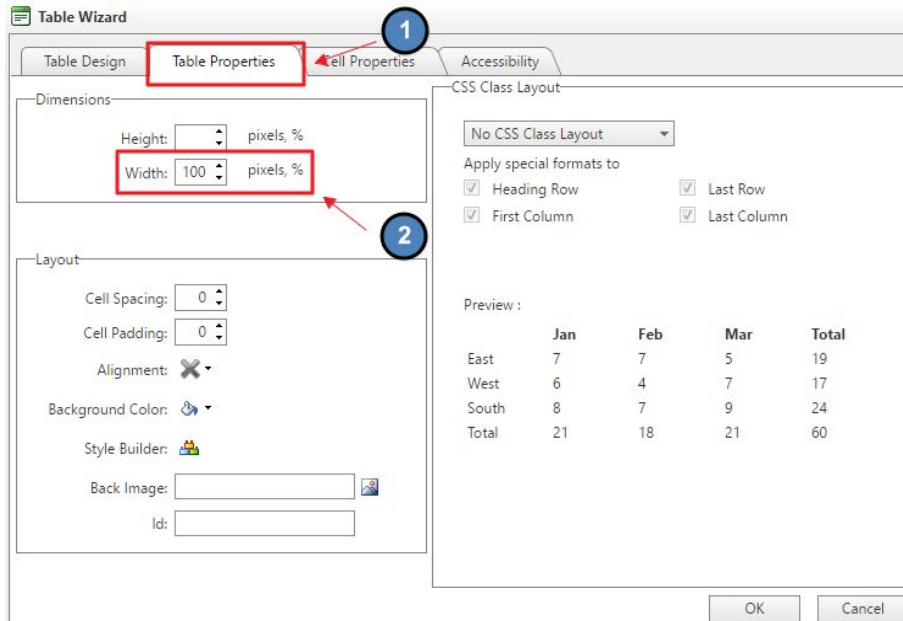 Table Wizard
1
Table Design Table Properties Cell Properties Accessibility
Dimensions
Height: pixels, %
Width: 100 pixels, %
2
Layout
Cell Spacing: 0
Cell Padding: 0
Alignment:
Background Color:
Style Builder:
Back Image:
Id:
CSS Class Layout
No CSS Class Layout
Apply special formats to
Heading Row Last Row
First Column Last Column
Preview :
Jan Feb Mar Total
East 7 7 5 19
West 6 4 7 17
South 8 7 9 24
Total 21 18 21 60
OK Cancel